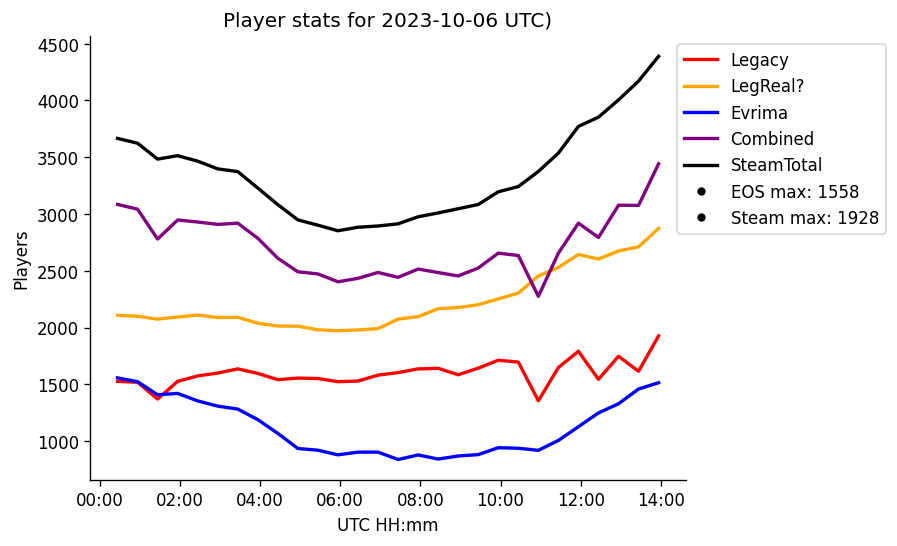 Player stats for 2023-10-06 UTC)
4500
4000
3500
3000
2500
2000
1500
1000
Players
00:00 02:00 04:00 06:00 08:00 10:00 12:00 14:00
UTC HH:mm
Legacy
LegReal?
Evrima
Combined
SteamTotal
EOS max: 1558
Steam max: 1928